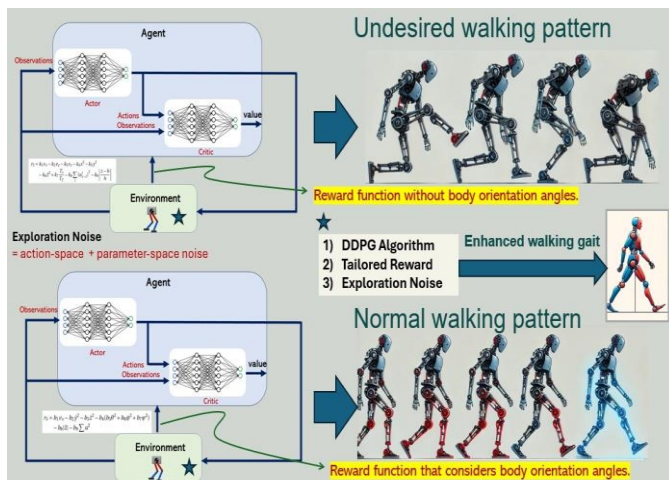 Agent
Undesired walking pattern
Observations
Actor
Actions
Observations
value
Critic
Environment
Reward function without body orientation angles.
Exploration Noise
= action-space + parameter-space noise
1) DDPG Algorithm
2) Tailored Reward
3) Exploration Noise
Enhanced walking gait
Agent
Normal walking pattern
Observations
Actor
Actions
Observations
value
Critic
Environment
Reward function that considers body orientation angles.